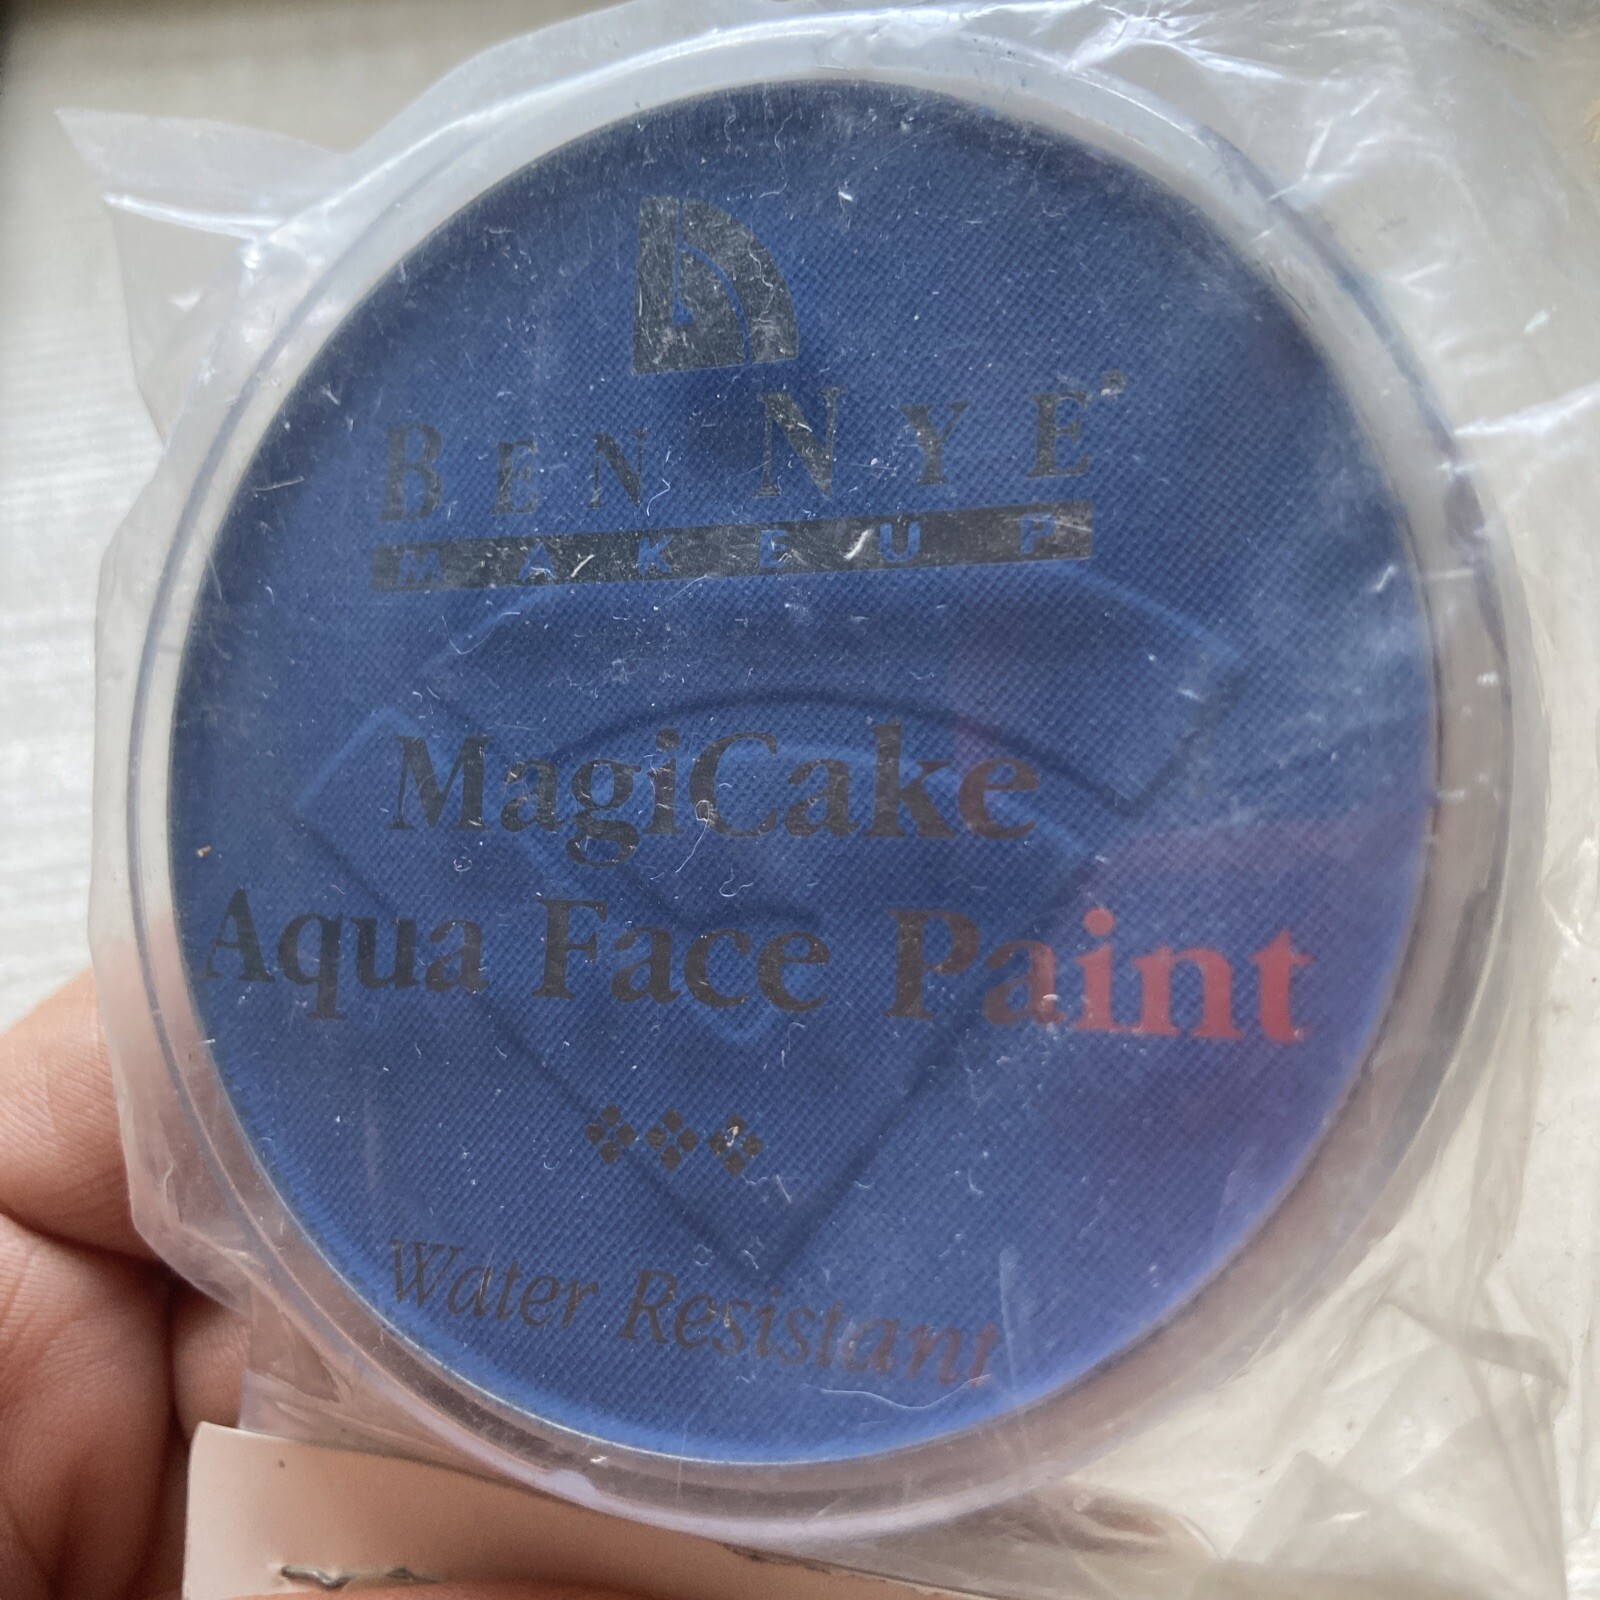 BEN NYE
MAKEUP
MagiCake
Aqua Face Paint
Water Resistant